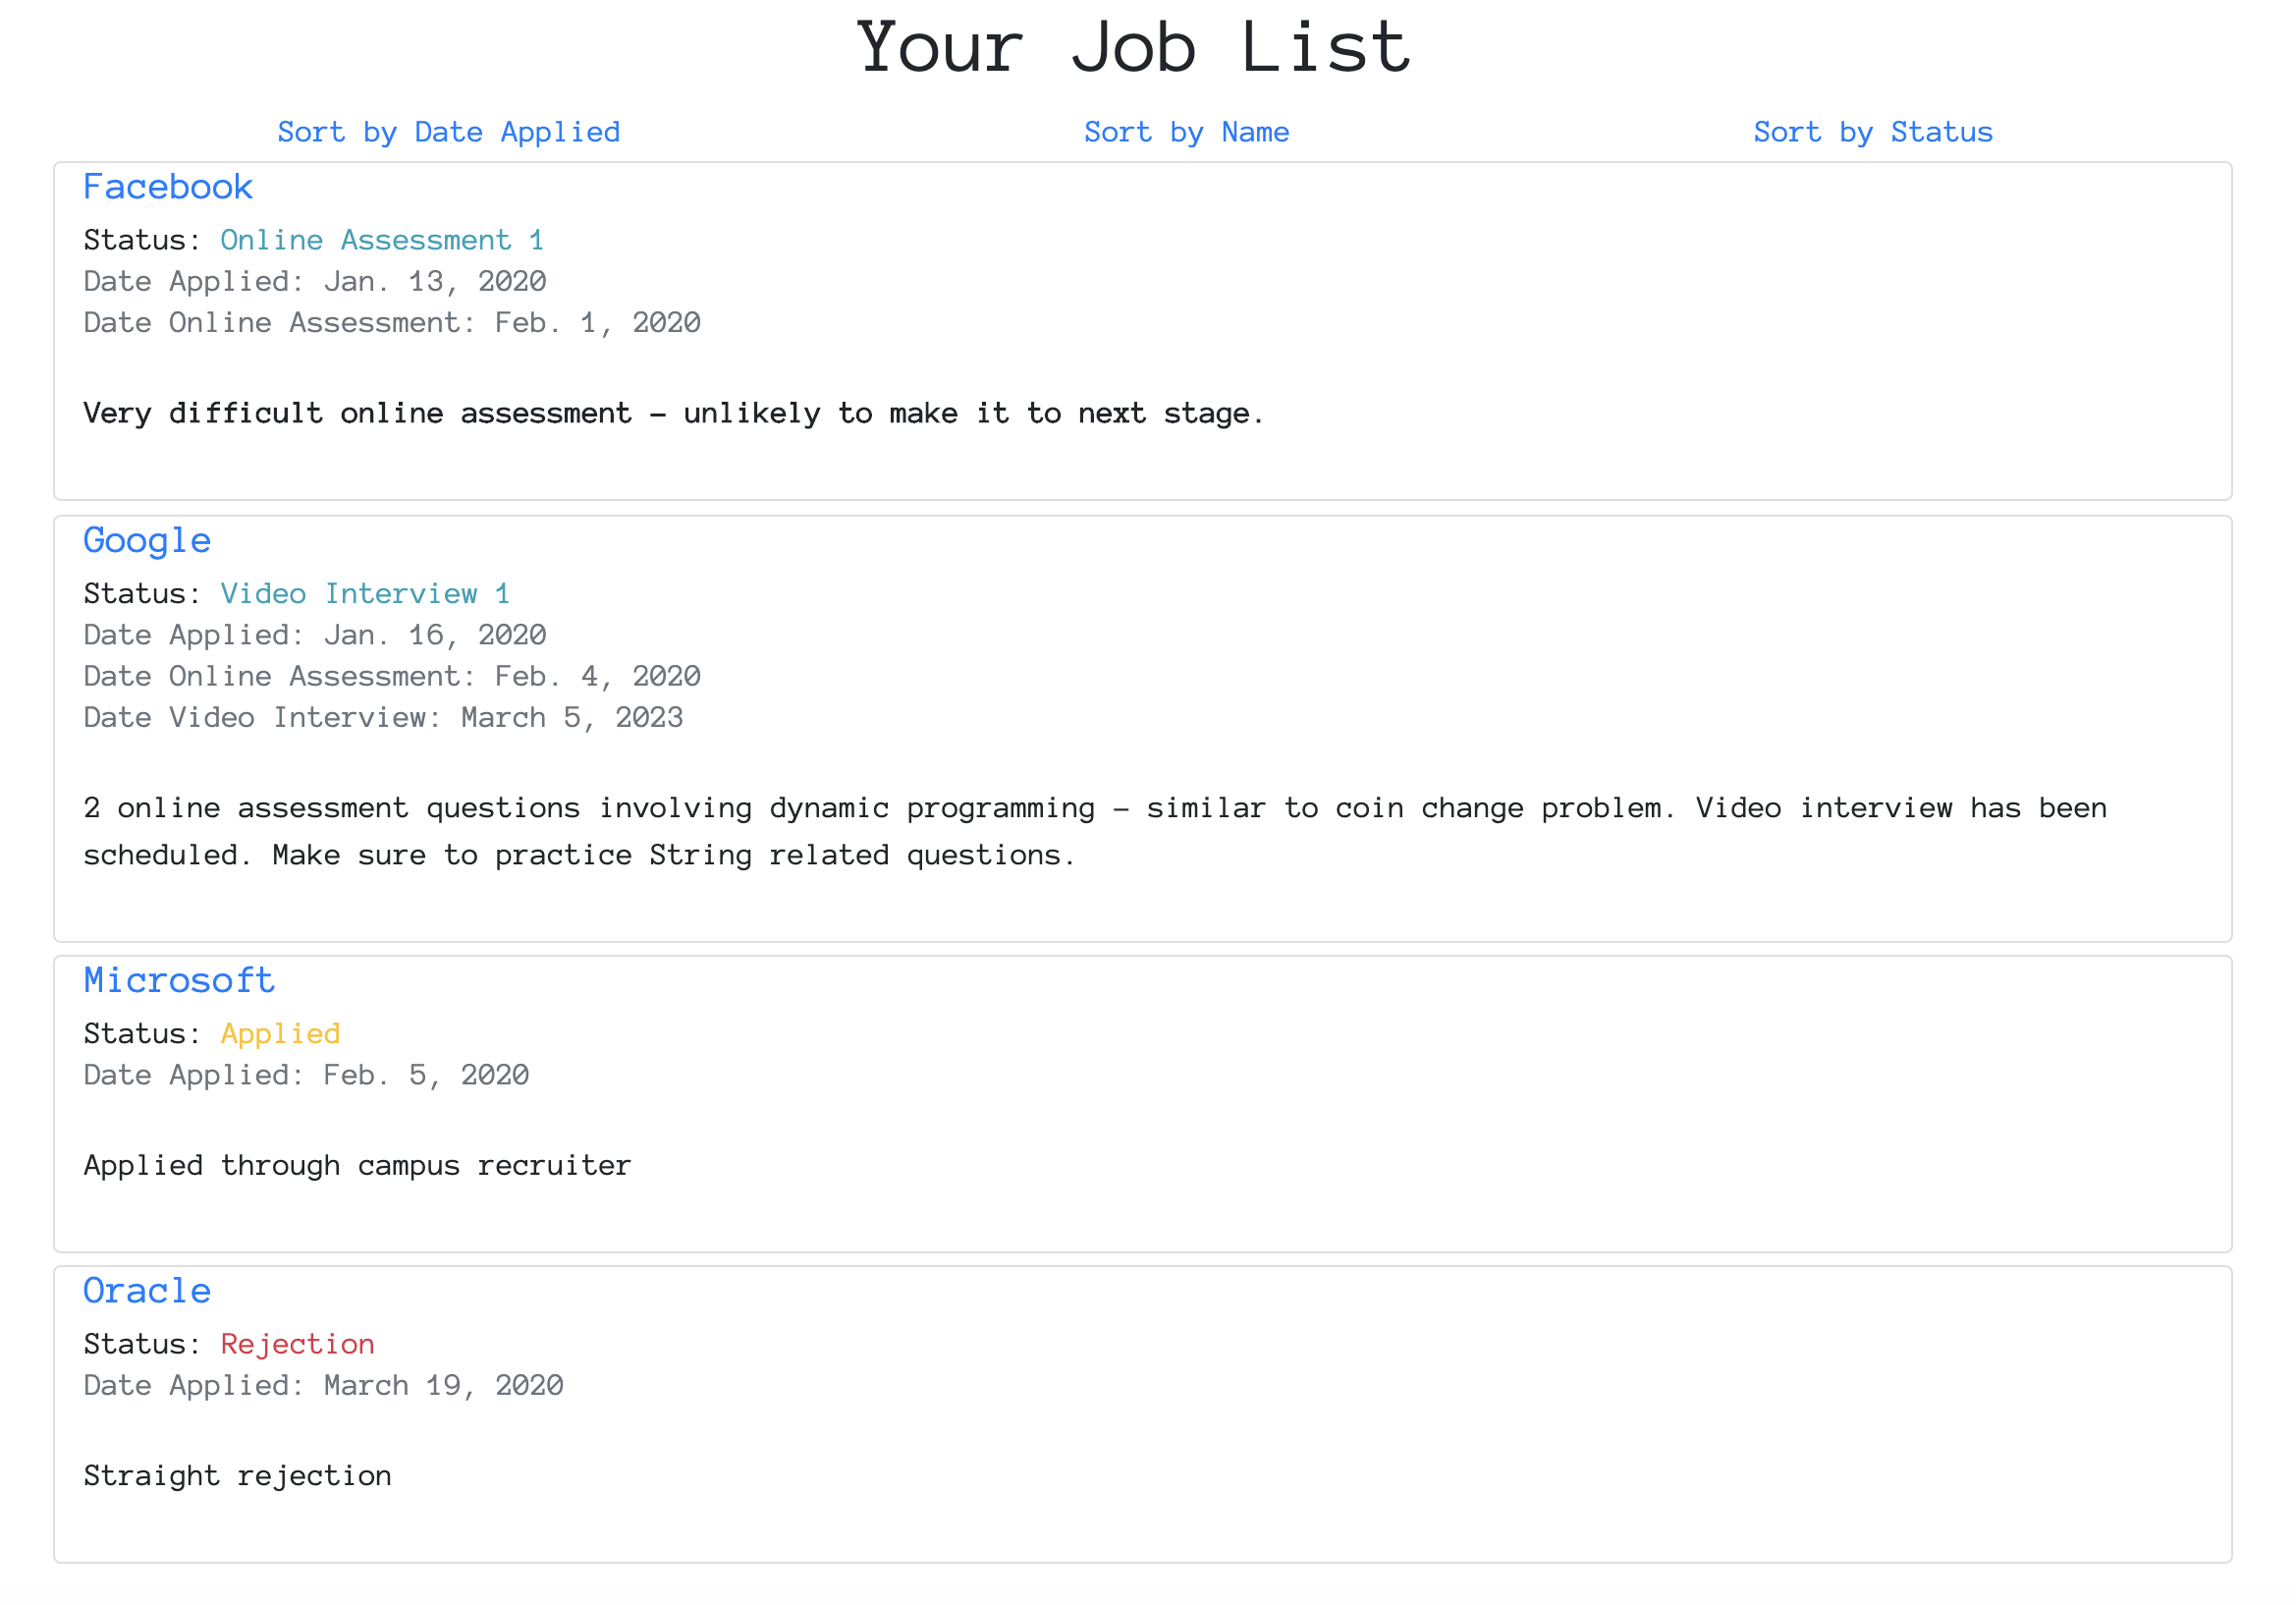 Your Job List
Sort by Date Applied Sort by Name Sort by Status
Facebook
Status: Online Assessment 1
Date Applied: Jan. 13, 2020
Date Online Assessment: Feb. 1, 2020
Very difficult online assessment - unlikely to make it to next stage.
Google
Status: Video Interview 1
Date Applied: Jan. 16, 2020
Date Online Assessment: Feb. 4, 2020
Date Video Interview: March 5, 2023
2 online assessment questions involving dynamic programming - similar to coin change problem. Video interview has been
scheduled. Make sure to practice String related questions.
Microsoft
Status: Applied
Date Applied: Feb. 5, 2020
Applied through campus recruiter
Oracle
Status: Rejection
Date Applied: March 19, 2020
Straight rejection